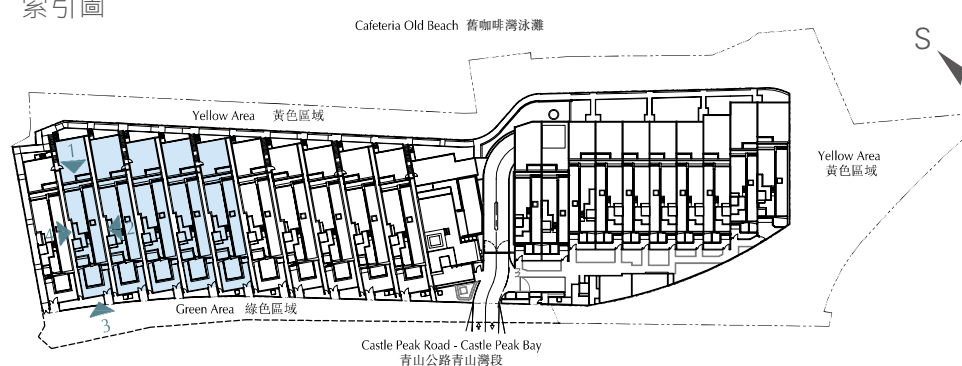 索引圖
Cafeteria Old Beach 舊咖啡灣泳灘
S
Yellow Area 黃色區域
1
Yellow Area
黃色區域
4
2
3
Green Area 綠色區域
Castle Peak Road - Castle Peak Bay
青山公路青山灣段